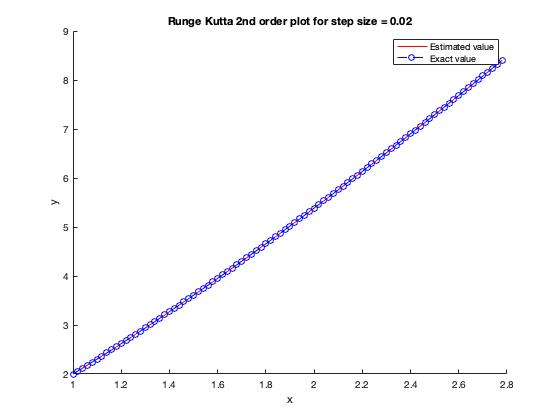 Runge Kutta 2nd order plot for step size = 0.02
9
8
7
6
5
4
3
2
y
Estimated value
Exact value
1 1.2 1.4 1.6 1.8 2 2.2 2.4 2.6 2.8
x